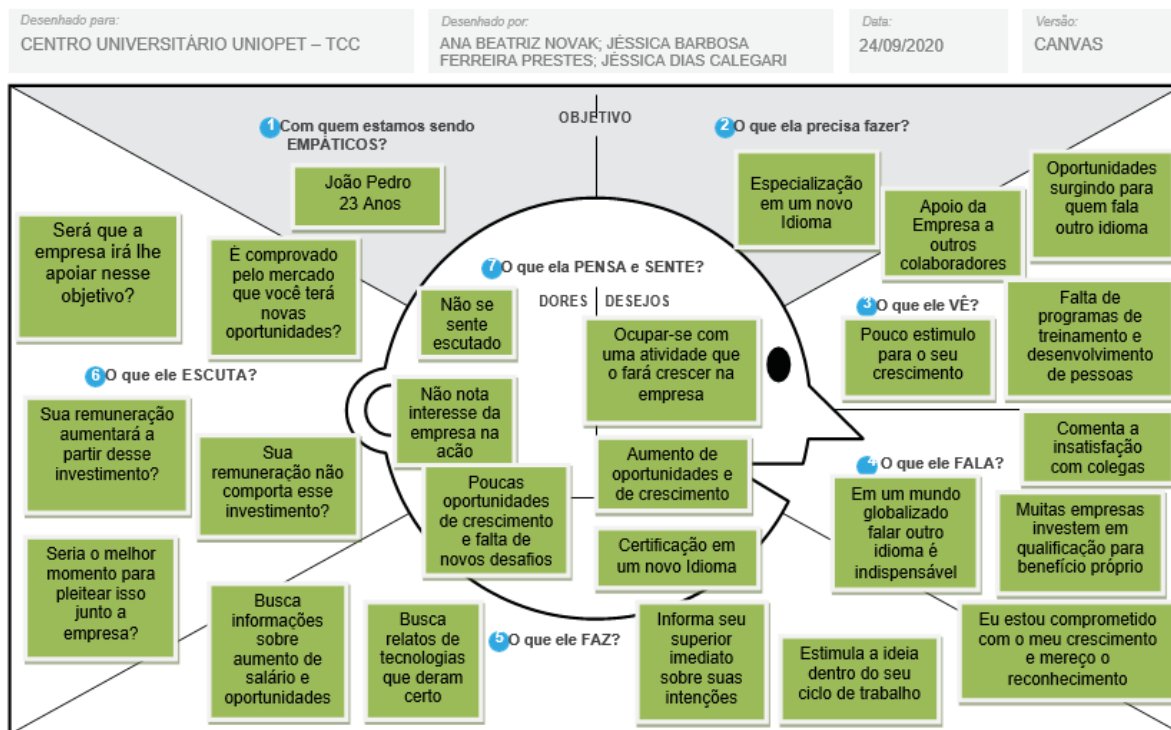 Desenhado para:
CENTRO UNIVERSITÁRIO UNIOPET – TCC
Desenhado por:
ANA BEATRIZ NOVAK; JÉSSICA BARBOSA
FERREIRA PRESTES; JÉSSICA DIAS CALEGARI
Data:
24/09/2020
Versão:
CANVAS
OBJETIVO
1 Com quem estamos sendo
EMPÁTICOS?
João Pedro
23 Anos
2 O que ela precisa fazer?
Especialização
em um novo
Idioma
Apoio da
Empresa a
outros
colaboradores
Oportunidades
surgindo para
quem fala
outro idioma
3 O que ele VÊ?
Pouco estimulo
para o seu
crescimento
Falta de
programas de
treinamento e
desenvolvimento
de pessoas
4 O que ele FALA?
Comenta a
insatisfação
com colegas
Em um mundo
globalizado
falar outro
idioma é
indispensável
Muitas empresas
investem em
qualificação para
benefício próprio
Eu estou comprometido
com o meu crescimento
e mereço o
reconhecimento
5 O que ele FAZ?
Busca
informações
sobre
aumento de
salário e
oportunidades
Busca
relatos de
tecnologias
que deram
certo
Informa seu
superior
imediato
sobre suas
intenções
Estimula a ideia
dentro do seu
ciclo de trabalho
6 O que ele ESCUTA?
Será que a
empresa irá lhe
apoiar nesse
objetivo?
É comprovado
pelo mercado
que você terá
novas
oportunidades?
Sua remuneração
aumentará a
partir desse
investimento?
Sua
remuneração não
comporta esse
investimento?
Seria o melhor
momento para
pleitear isso
junto a
empresa?
7 O que ela PENSA e SENTE?
DORES
DESEJOS
Não se
sente
escutado
Não nota
interesse da
empresa na
acão
Poucas
oportunidades
de crescimento
e falta de
novos desafios
Ocupar-se com
uma atividade que
o fará crescer na
empresa
Aumento de
oportunidades e
de crescimento
Certificação em
um novo Idioma